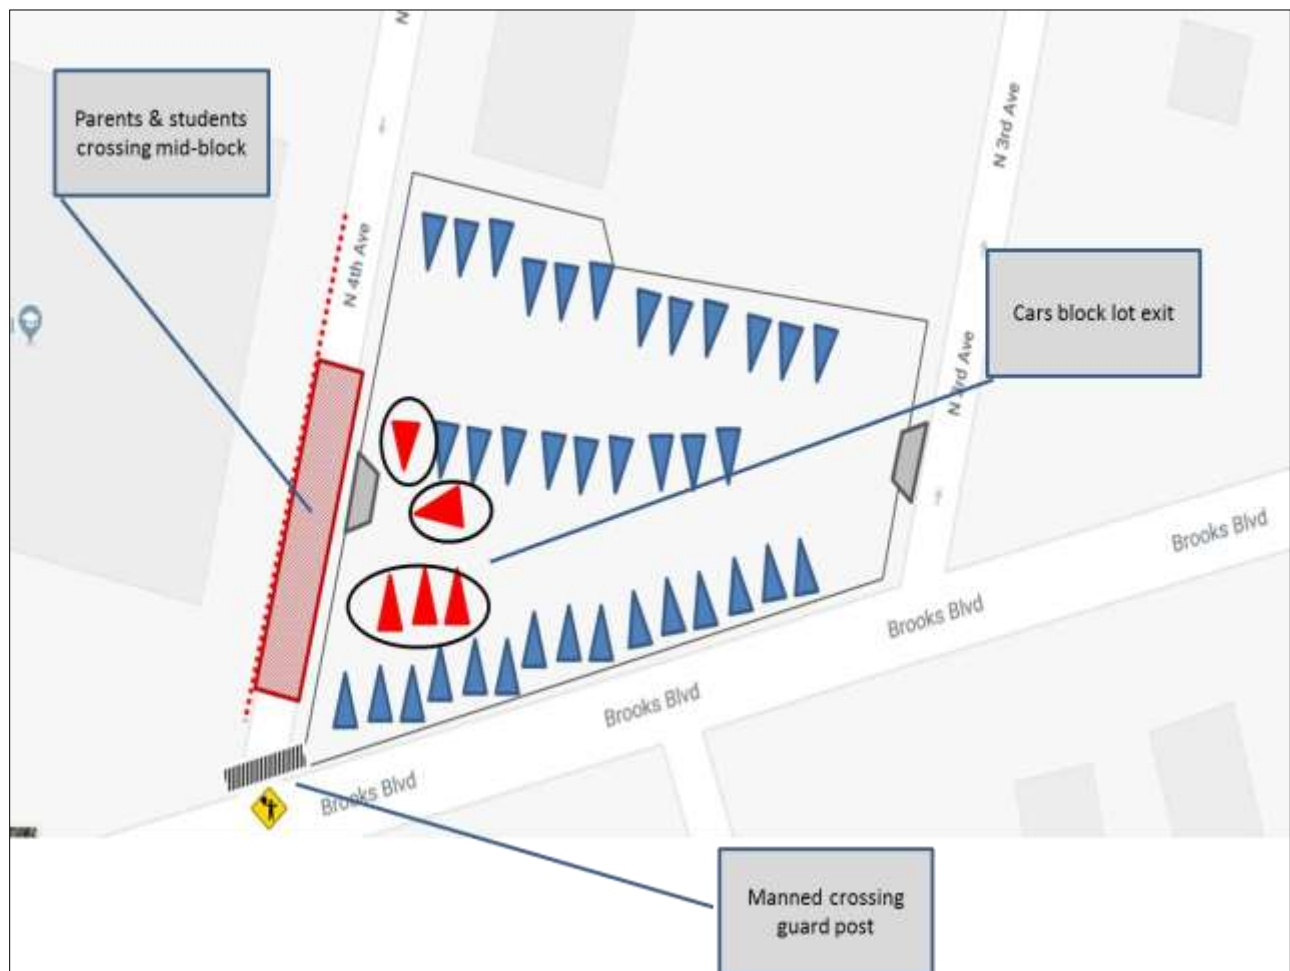 N
Parents & students
crossing mid-block
N 4th Ave
N 3rd Ave
Cars block lot exit
N 3rd Ave
Brooks Blvd
Brooks Blvd
Brooks Blvd
Brooks Blvd
Manned crossing
guard post